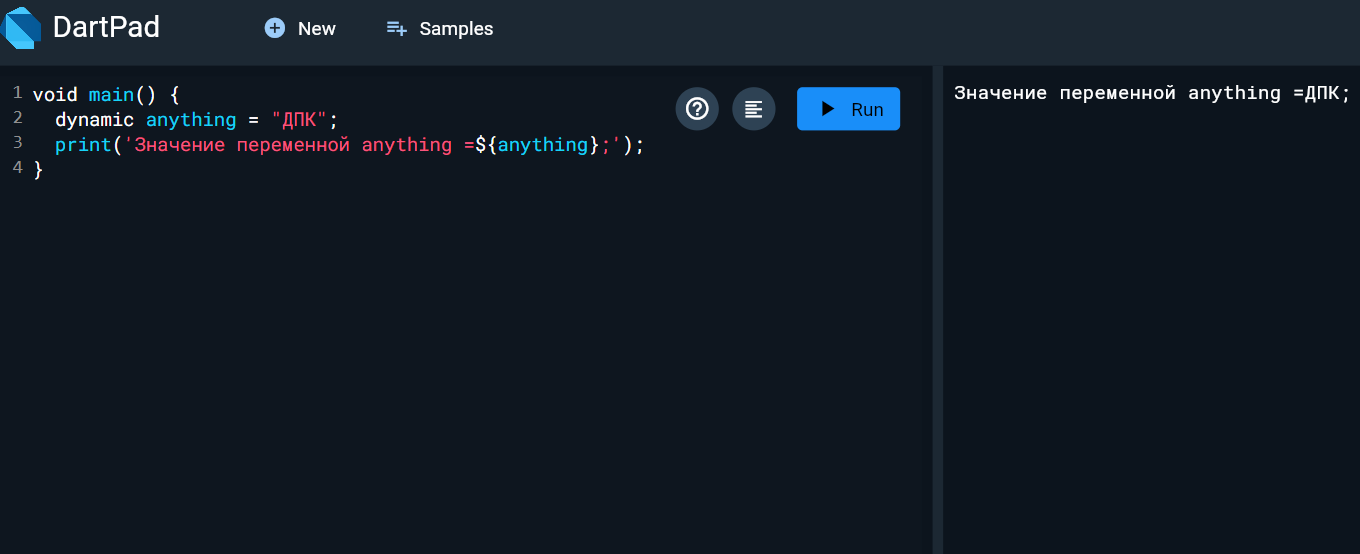 DartPad
New
Samples
1 void main() {
2 dynamic anything = "ДПК";
3 print('Значение переменной anything =${anything};');
4 }
Run
Значение переменной anything =ДПК;